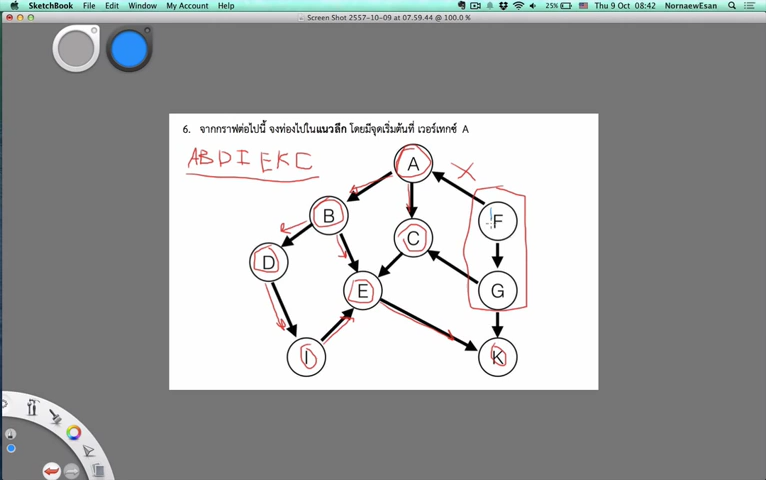 SketchBook File Edit Window My Account Help 25% Thu 9 Oct 08:42 NornaewEsan
Screen Shot 2557-10-09 at 07.59.44 @ 100.0 %
6. จากกราฟต่อไปนี้ จงท่องไปในแนวลึก โดยมีจุดเริ่มต้นที่ เวอร์เทกซ์ A
ABDIEKC
A
X
B
F
C
D
E
G
I
K